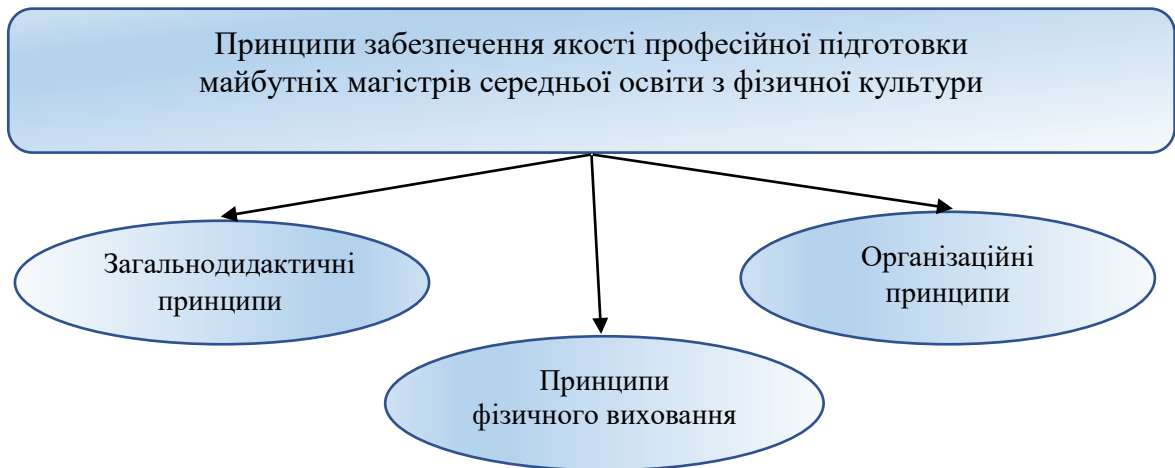 Принципи забезпечення якості професійної підготовки
майбутніх магістрів середньої освіти з фізичної культури
Загальнодидактичні
принципи
Організаційні
принципи
Принципи
фізичного виховання